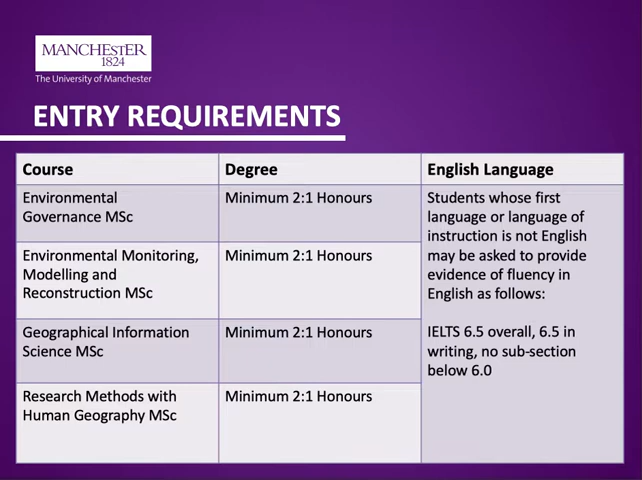 MANCHESTER
1824
The University of Manchester
ENTRY REQUIREMENTS
Course
Degree
English Language
Environmental
Governance MSc
Minimum 2:1 Honours
Students whose first
language or language of
instruction is not English
may be asked to provide
evidence of fluency in
English as follows:
IELTS 6.5 overall, 6.5 in
writing, no sub-section
below 6.0
Environmental Monitoring,
Modelling and
Reconstruction MSc
Minimum 2:1 Honours
Geographical Information
Science MSc
Minimum 2:1 Honours
Research Methods with
Human Geography MSc
Minimum 2:1 Honours